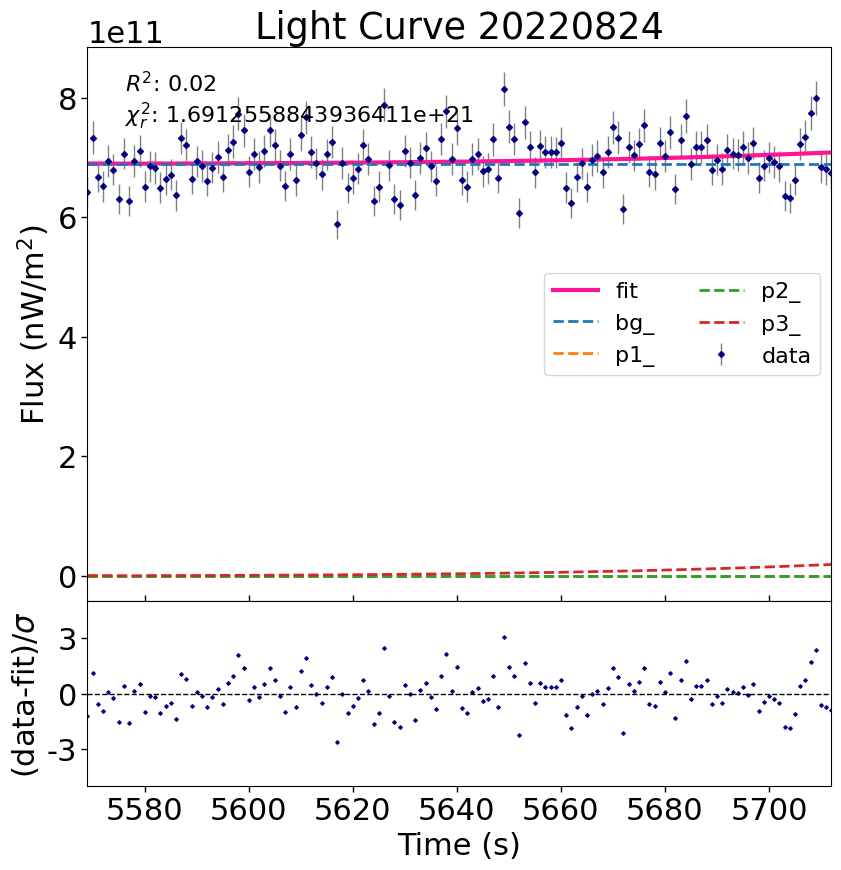 Light Curve 20220824
1e11
R²: 0.02
χ²ᵣ: 1.6912558843936411e+21
8
6
4
2
0
Flux (nW/m²)
fit
bg_
p1_
p2_
p3_
data
3
0
-3
(data-fit)/σ
5580 5600 5620 5640 5660 5680 5700
Time (s)